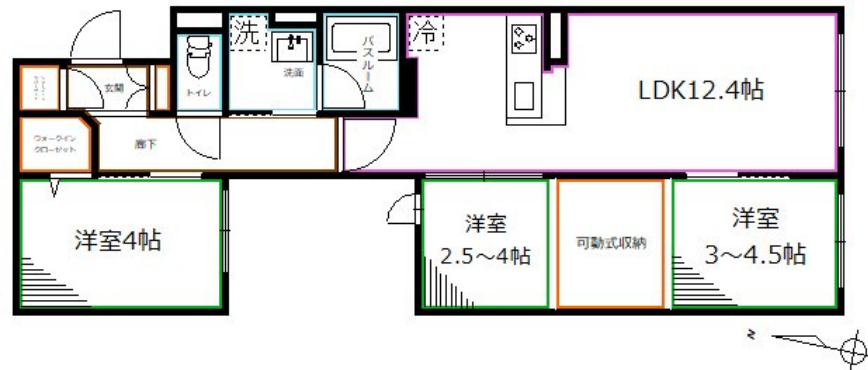 洗
冷
バスルーム
玄関
トイレ
洗面
LDK12.4帖
ウォークイン
クローゼット
廊下
洋室4帖
洋室
2.5～4帖
可動式収納
洋室
3～4.5帖
N